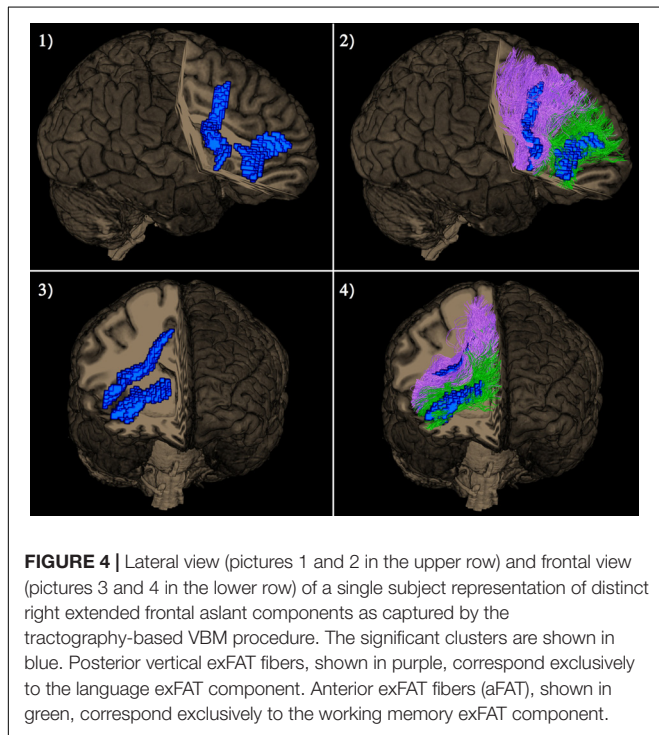 1)
2)
3)
4)
FIGURE 4 | Lateral view (pictures 1 and 2 in the upper row) and frontal view
(pictures 3 and 4 in the lower row) of a single subject representation of distinct
right extended frontal aslant components as captured by the
tractography-based VBM procedure. The significant clusters are shown in
blue. Posterior vertical exFAT fibers, shown in purple, correspond exclusively
to the language exFAT component. Anterior exFAT fibers (aFAT), shown in
green, correspond exclusively to the working memory exFAT component.